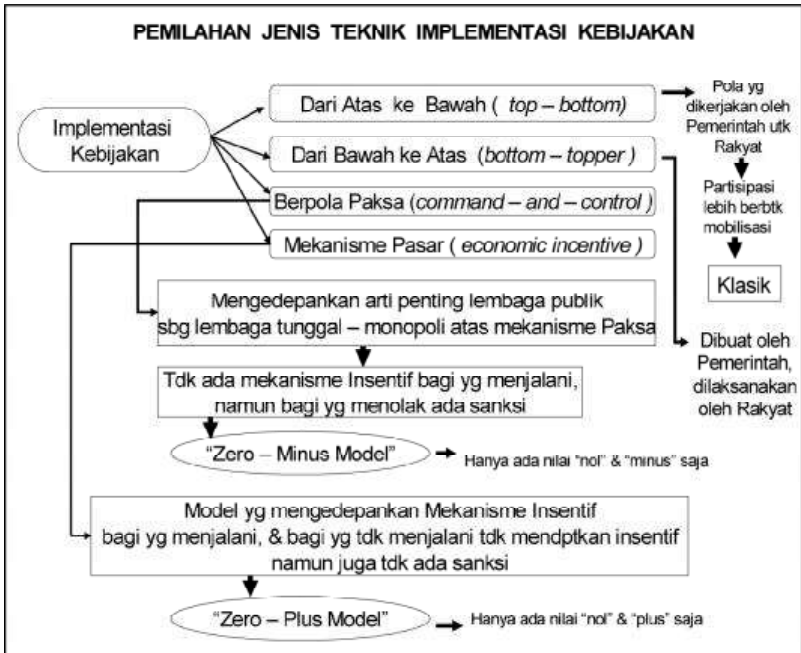 PEMILAHAN JENIS TEKNIK IMPLEMENTASI KEBIJAKAN
Implementasi
Kebijakan
Dari Atas ke Bawah ( top – bottom)
Dari Bawah ke Atas (bottom – topper )
Berpola Paksa (command – and – control )
Mekanisme Pasar ( economic incentive )
Pola yg
dikerjakan oleh
Pemerintah utk
Rakyat
Partisipasi
lebih berbtk
mobilisasi
Klasik
Dibuat oleh
Pemerintah,
dilaksanakan
oleh Rakyat
Mengedepankan arti penting lembaga publik
sbg lembaga tunggal – monopoli atas mekanisme Paksa
Tdk ada mekanisme Insentif bagi yg menjalani,
namun bagi yg menolak ada sanksi
“Zero – Minus Model”
Hanya ada nilai “nol” & “minus” saja
Model yg mengedepankan Mekanisme Insentif
bagi yg menjalani, & bagi yg tdk menjalani tdk mendptkan insentif
namun juga tdk ada sanksi
“Zero – Plus Model”
Hanya ada nilai “nol” & “plus” saja